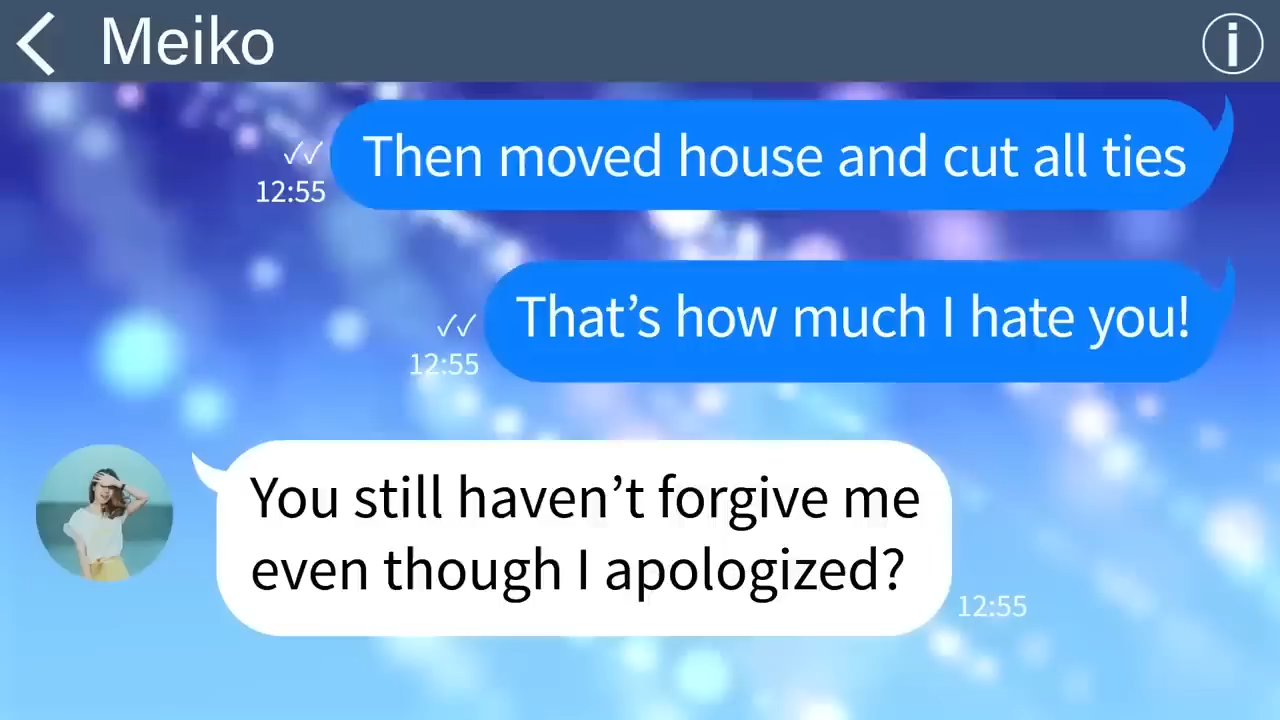 Meiko
Then moved house and cut all ties
12:55
That's how much I hate you!
12:55
You still haven't forgive me
even though I apologized?
12:55